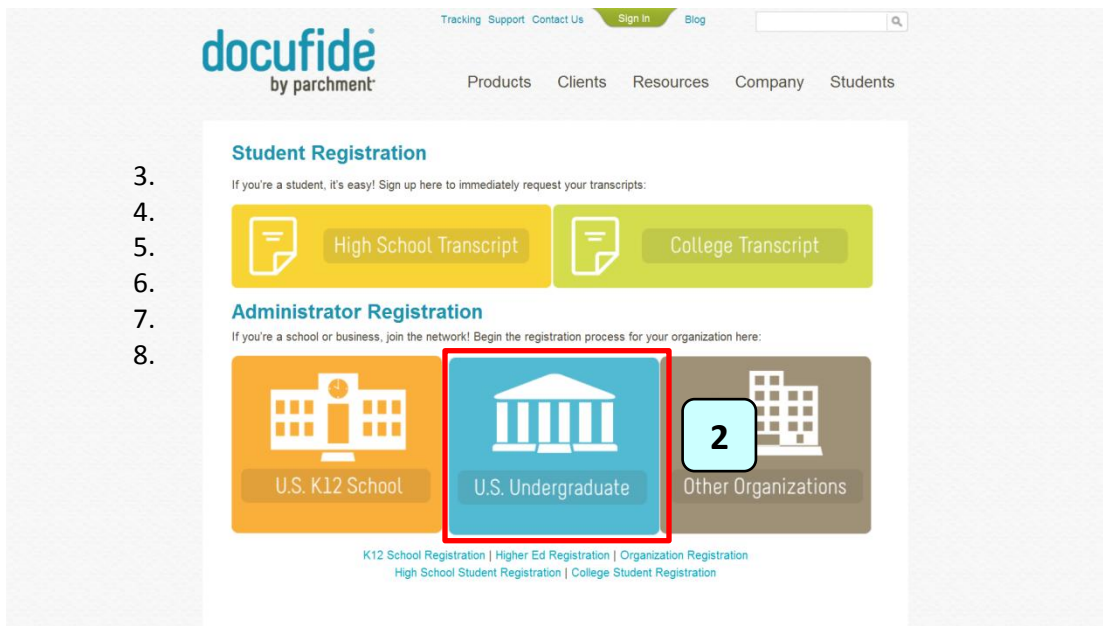 Tracking Support Contact Us Sign In Blog
docufide
by parchment
Products Clients Resources Company Students
Student Registration
If you're a student, it's easy! Sign up here to immediately request your transcripts:
High School Transcript College Transcript
Administrator Registration
If you're a school or business, join the network! Begin the registration process for your organization here:
U.S. K12 School U.S. Undergraduate Other Organizations
2
K12 School Registration | Higher Ed Registration | Organization Registration
High School Student Registration | College Student Registration
3.
4.
5.
6.
7.
8.